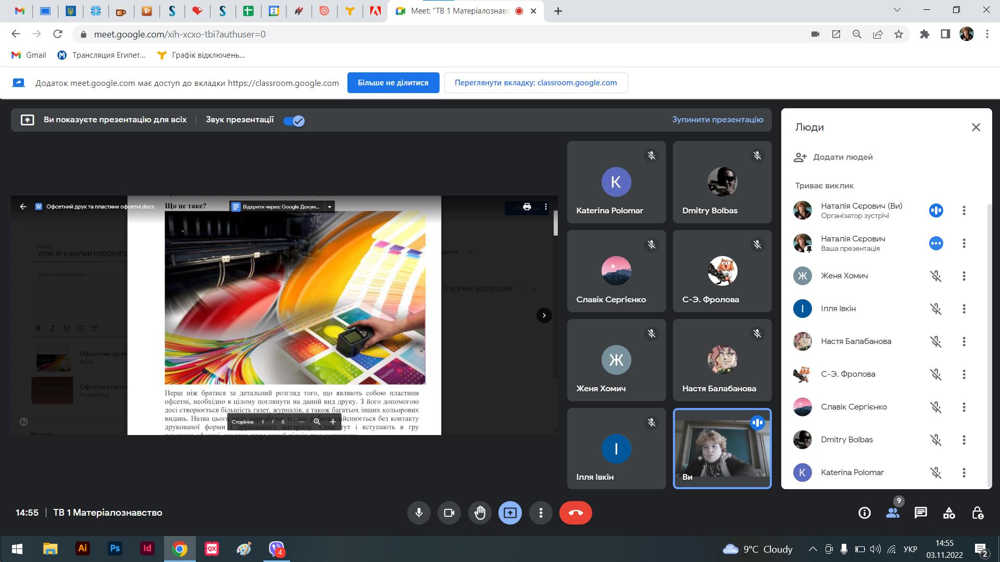 Meet: "ТВ 1 Матеріалознавс
meet.google.com/xih-xcxo-tbi?authuser=0
Gmail
Трансляция Египет...
Графік відключень...
Додаток meet.google.com має доступ до вкладки https://classroom.google.com
Більше не ділитися
Переглянути вкладку: classroom.google.com
Ви показуєте презентацію для всіх
Звук презентації
Зупинити презентацію
Офсетний друк та пластини офсетні.docx
Що це таке?
Відкрити через: Google Докум...
Назва
УРОК № 8 ФОРМИ ПЛОСКОГО
Опис (необов'язково)
денти
5 ФОРМНІ МАТЕРІАЛИ
B I U
Офсетний друк
Word
Офсетні пласти
PowerPoint
Перш ніж братися за детальний розгляд того, що являють собою пластини
офсетні, необхідно в цілому поглянути на даний вид друку. З його допомогою
досі створюється більшість газет, журналів, а також багатьох інших кольорових
видань. Назва цього виду передбачає те, що робота здійснюється без контакту
друкованої форми і друкованого матеріалу. Саме тут і вступають в гру
Сторінка 1 / 5
K
Katerina Polomar
Dmitry Bolbas
Славік Сергієнко
С-Э. Фролова
Ж
Женя Хомич
Настя Балабанова
І
Ілля Івкін
Ви
Люди
Додати людей
Триває виклик
Наталія Сєрович (Ви)
Організатор зустрічі
Наталія Сєрович
Ваша презентація
Ж
Женя Хомич
І
Ілля Івкін
Настя Балабанова
С-Э. Фролова
Славік Сергієнко
Dmitry Bolbas
K
Katerina Polomar
14:55
ТВ 1 Матеріалознавство
9
Ai
Ps
Id
QX
4
9°C Cloudy
УКР
14:55
03.11.2022
2